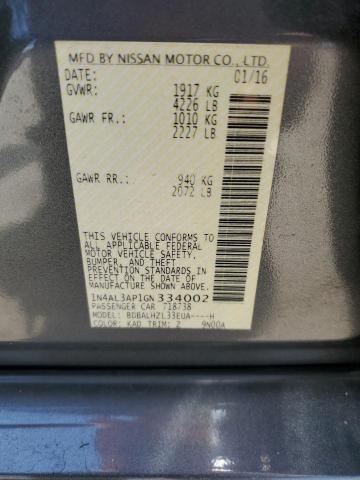 MFD BY NISSAN MOTOR CO., LTD.
DATE: 01/16
GVWR: 1917 KG
4226 LB
GAWR FR.: 1010 KG
2227 LB
GAWR RR.: 940 KG
2072 LB
THIS VEHICLE CONFORMS TO
ALL APPLICABLE FEDERAL
MOTOR VEHICLE SAFETY,
BUMPER, AND THEFT
PREVENTION STANDARDS
IN EFFECT ON THE DATE OF
MANUFACTURE SHOWN ABOVE
1N4AL3AP1GN334002
PASSENGER CAR 718738
MODEL: BDBALHZL33EUA----H
COLOR: KAD TRIM: 2 9N00A